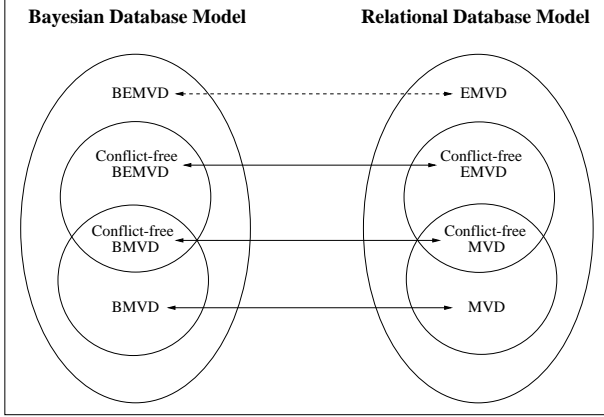 Bayesian Database Model
Relational Database Model
BEMVD
EMVD
Conflict-free
BEMVD
Conflict-free
EMVD
Conflict-free
BMVD
Conflict-free
MVD
BMVD
MVD